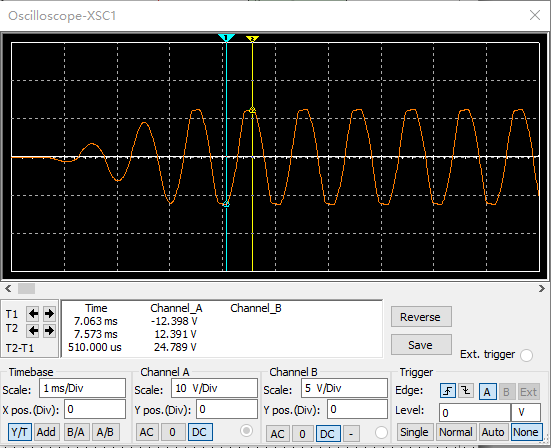 Oscilloscope-XSC1
1 2
T1
T2
T2-T1
Time Channel_A Channel_B
7.063 ms -12.398 V
7.573 ms 12.391 V
510.000 us 24.789 V
Reverse
Save
Ext. trigger
Timebase
Scale: 1 ms/Div
X pos.(Div): 0
Y/T Add B/A A/B
Channel A
Scale: 10 V/Div
Y pos.(Div): 0
AC 0 DC
Channel B
Scale: 5 V/Div
Y pos.(Div): 0
AC 0 DC -
Trigger
Edge: A B Ext
Level: 0 V
Single Normal Auto None